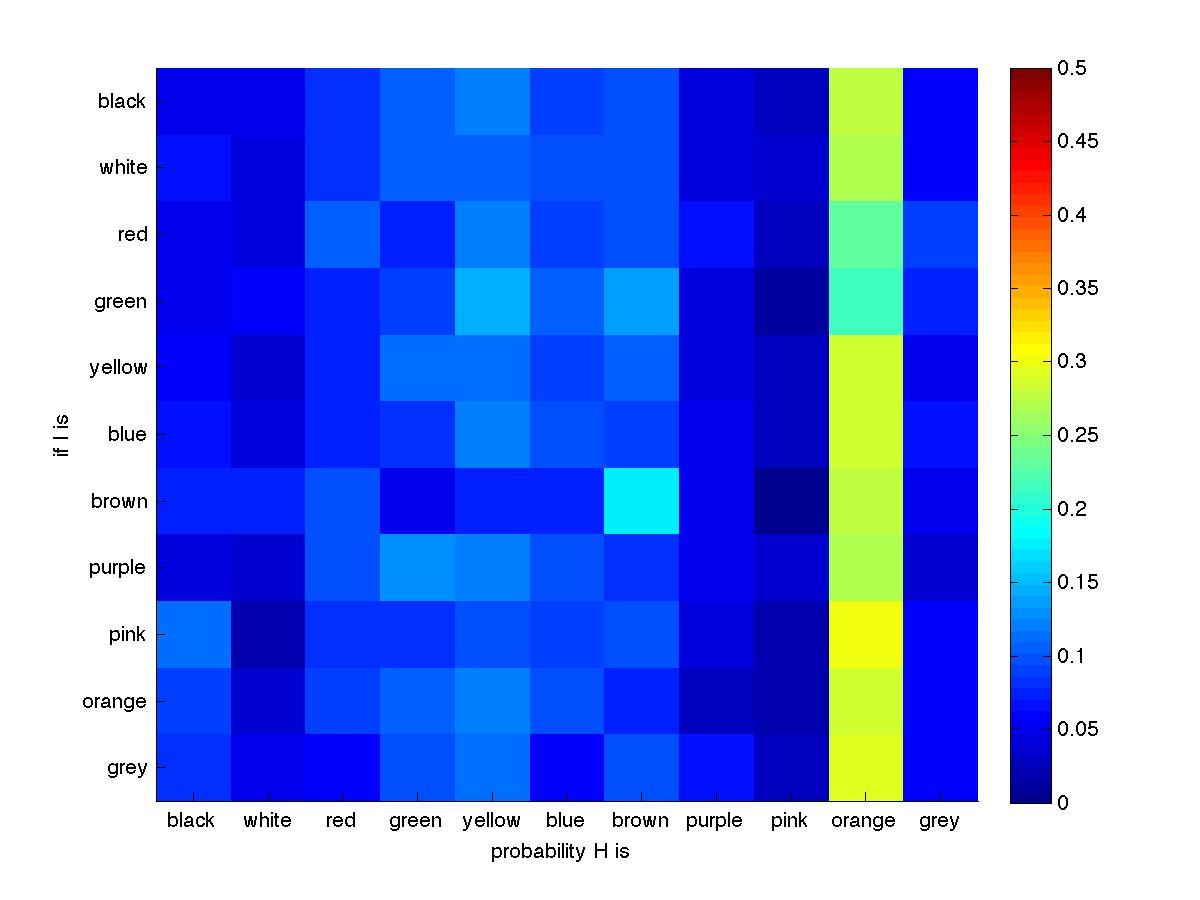 0.5
black
0.45
white
0.4
red
0.35
green
0.3
yellow
0.25
if I is
blue
0.2
brown
0.15
purple
0.1
pink
0.05
orange
grey
0
black white red green yellow blue brown purple pink orange grey
probability H is